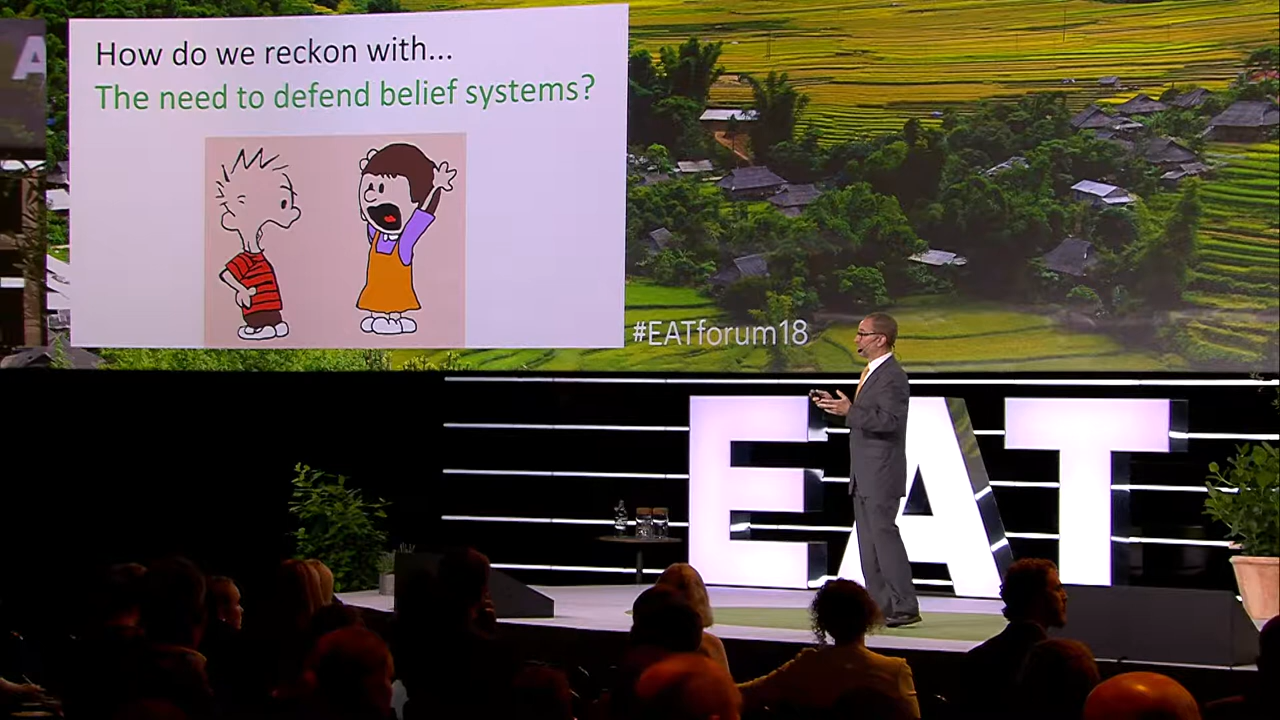 A
How do we reckon with...
The need to defend belief systems?
#EATforum18
EAT